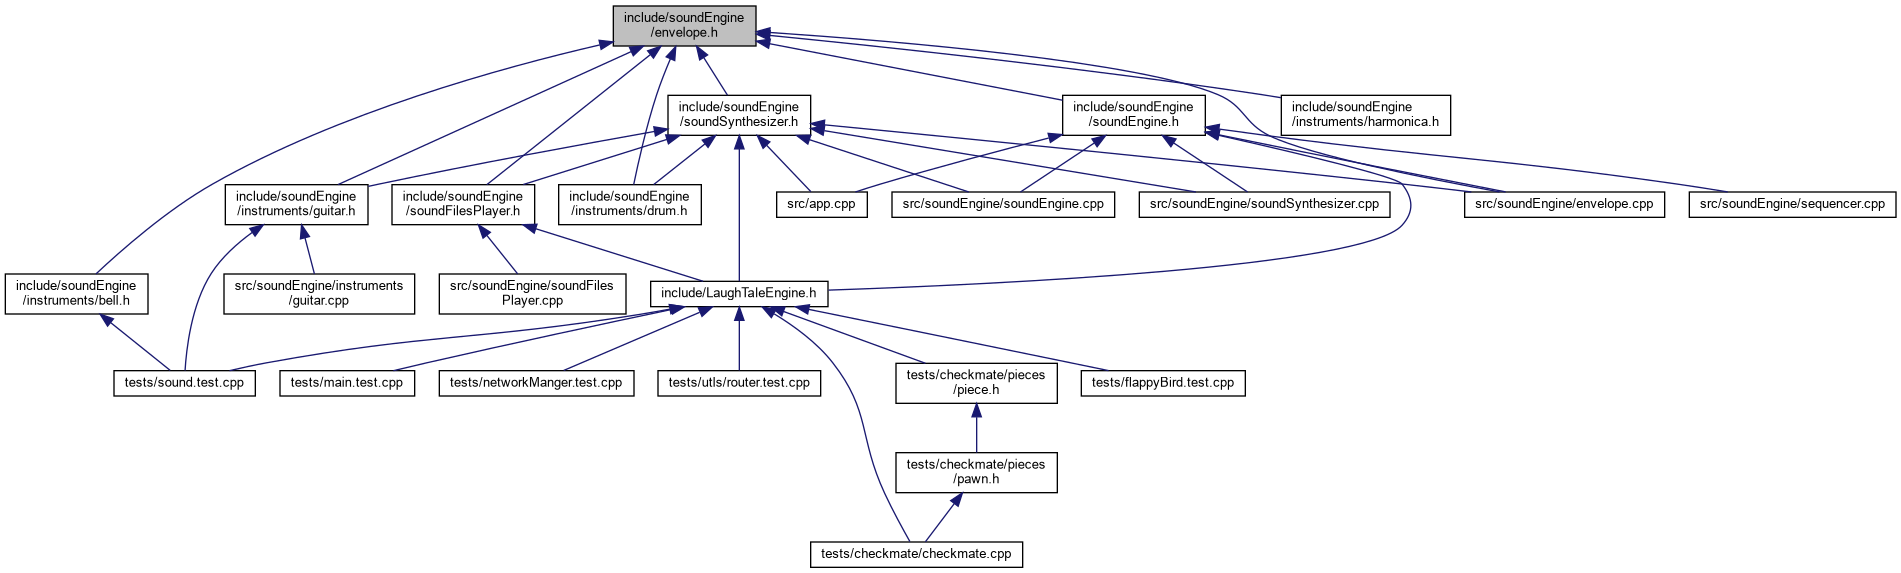 include/soundEngine
/envelope.h
include/soundEngine
/soundSynthesizer.h
include/soundEngine
/soundEngine.h
include/soundEngine
/instruments/harmonica.h
include/soundEngine
/instruments/guitar.h
include/soundEngine
/soundFilesPlayer.h
include/soundEngine
/instruments/drum.h
src/app.cpp
src/soundEngine/soundEngine.cpp
src/soundEngine/soundSynthesizer.cpp
src/soundEngine/envelope.cpp
src/soundEngine/sequencer.cpp
include/soundEngine
/instruments/bell.h
src/soundEngine/instruments
/guitar.cpp
src/soundEngine/soundFiles
Player.cpp
include/LaughTaleEngine.h
tests/sound.test.cpp
tests/main.test.cpp
tests/networkManger.test.cpp
tests/utls/router.test.cpp
tests/checkmate/pieces
/piece.h
tests/flappyBird.test.cpp
tests/checkmate/pieces
/pawn.h
tests/checkmate/checkmate.cpp